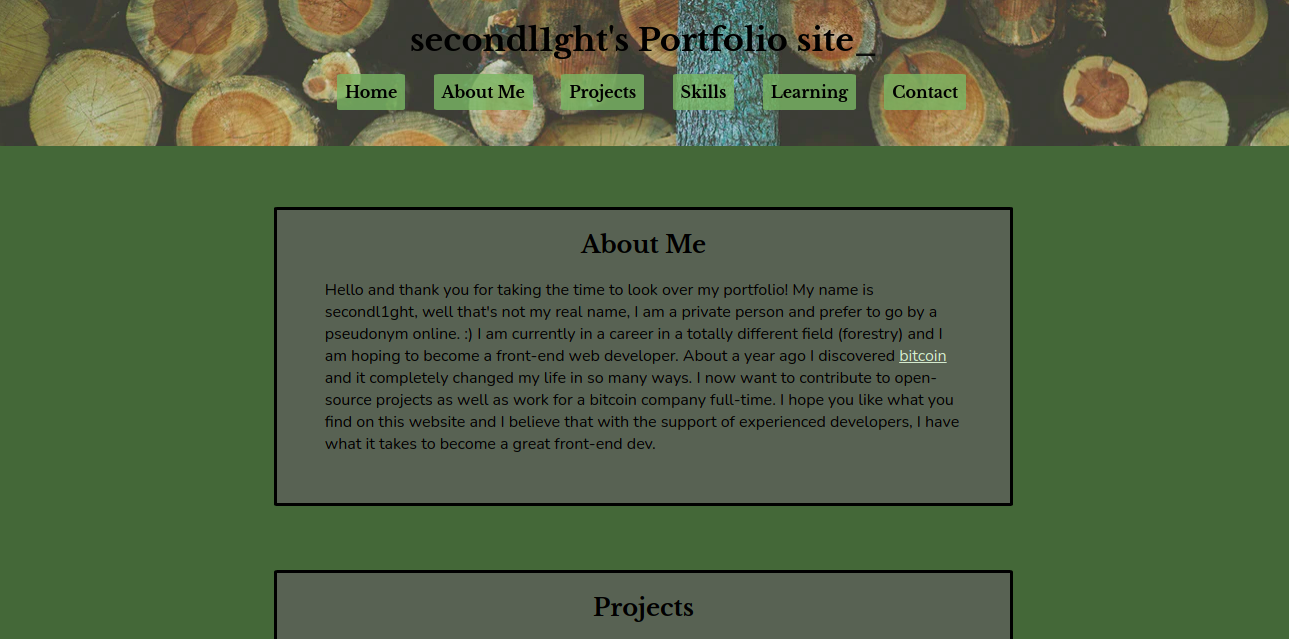 secondl1ght's Portfolio site_
Home About Me Projects Skills Learning Contact
About Me
Hello and thank you for taking the time to look over my portfolio! My name is
secondl1ght, well that's not my real name, I am a private person and prefer to go by a
pseudonym online. :) I am currently in a career in a totally different field (forestry) and I
am hoping to become a front-end web developer. About a year ago I discovered bitcoin
and it completely changed my life in so many ways. I now want to contribute to open-
source projects as well as work for a bitcoin company full-time. I hope you like what you
find on this website and I believe that with the support of experienced developers, I have
what it takes to become a great front-end dev.
Projects